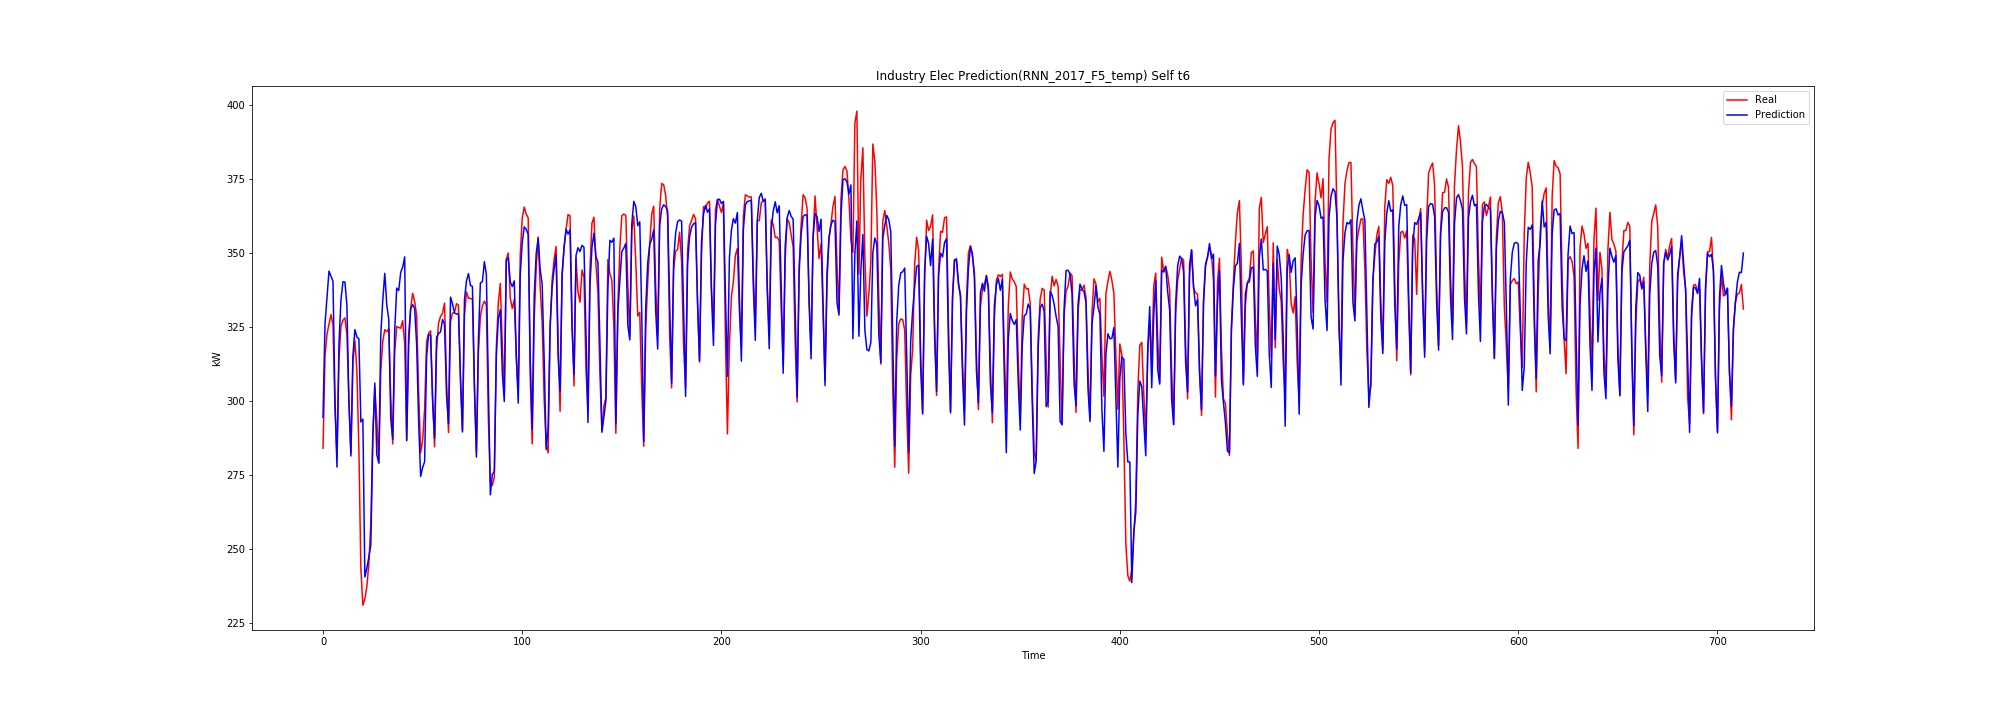 Industry Elec Prediction(RNN_2017_F5_temp) Self t6
Real
Prediction
kW
400
375
350
325
300
275
250
225
0 100 200 300 400 500 600 700
Time